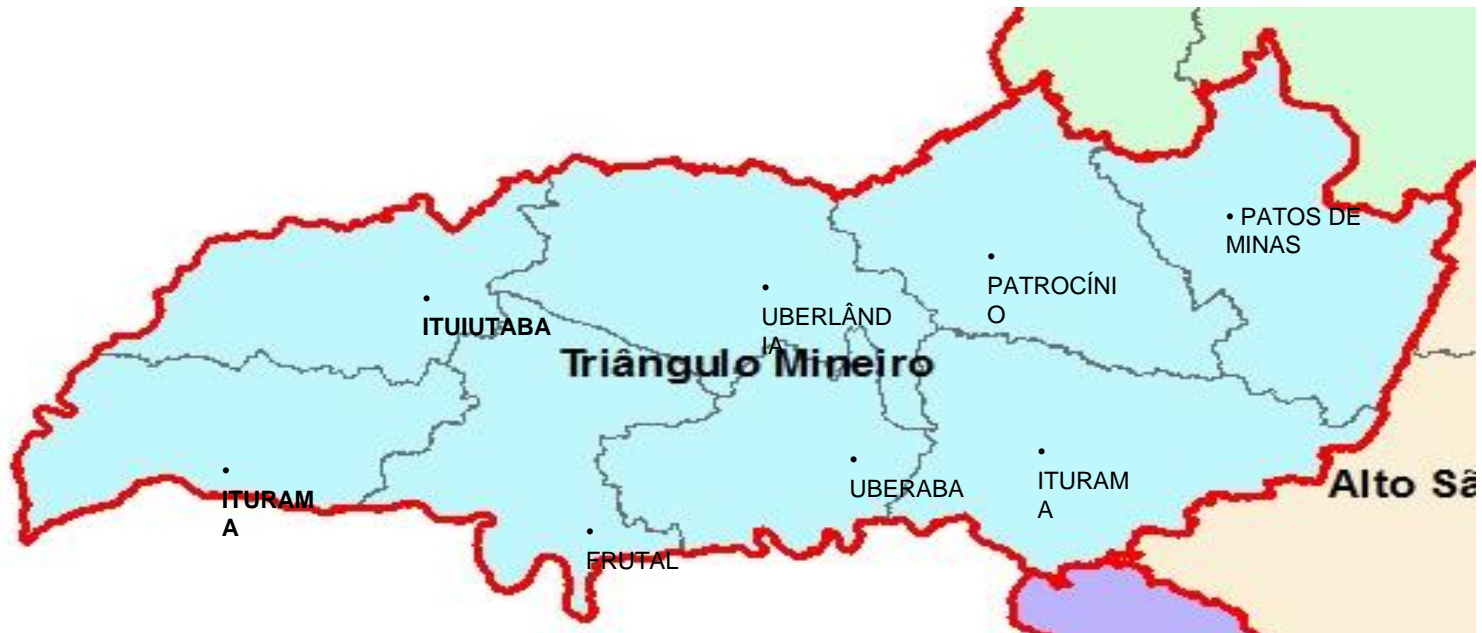 • PATOS DE
MINAS
•
PATROCÍNI
O
•
ITUIUTABA
•
UBERLÂND
IA
Triângulo Mineiro
•
ITURAM
A
•
UBERABA
•
ITURAM
A
Alto Sã
•
FRUTAL